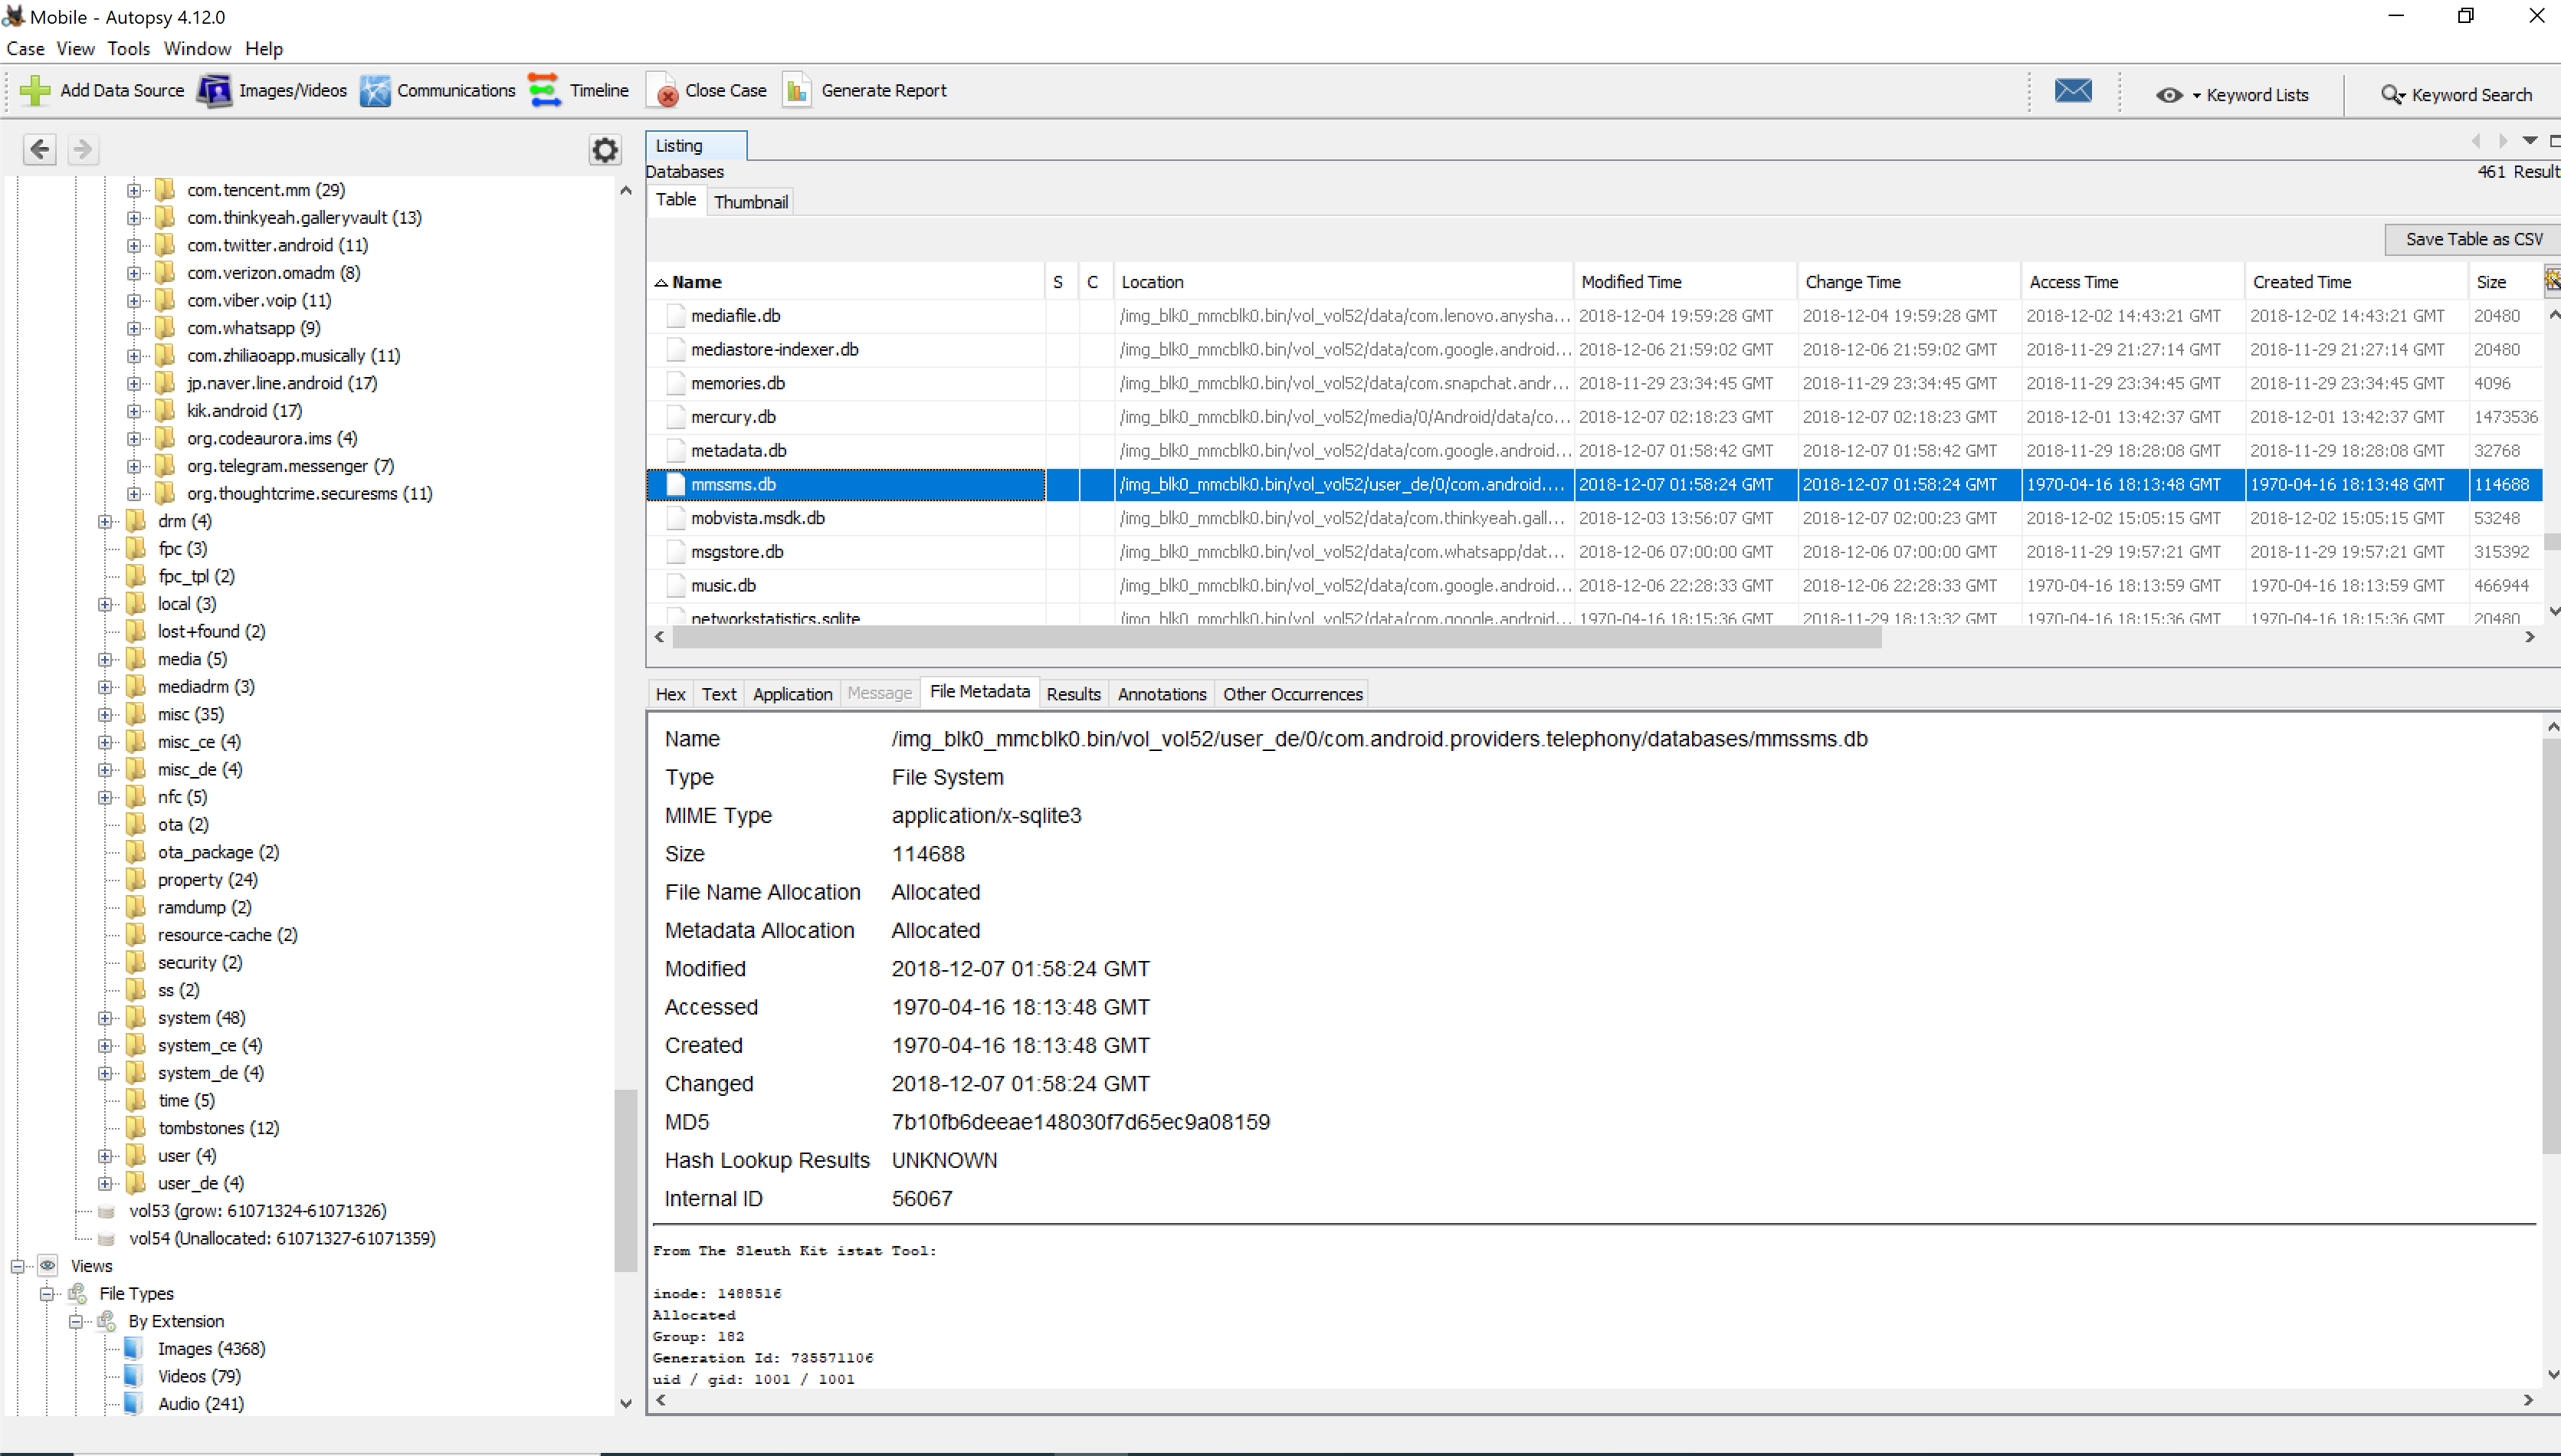 Mobile - Autopsy 4.12.0
Case View Tools Window Help
Add Data Source Images/Videos Communications Timeline Close Case Generate Report Keyword Lists Keyword Search
com.tencent.mm (29)
com.thinkyeah.galleryvault (13)
com.twitter.android (11)
com.verizon.omadm (8)
com.viber.voip (11)
com.whatsapp (9)
com.zhiliaoapp.musically (11)
jp.naver.line.android (17)
kik.android (17)
org.codeaurora.ims (4)
org.telegram.messenger (7)
org.thoughtcrime.securesms (11)
drm (4)
fpc (3)
fpc_tpl (2)
local (3)
lost+found (2)
media (5)
mediadrm (3)
misc (35)
misc_ce (4)
misc_de (4)
nfc (5)
ota (2)
ota_package (2)
property (24)
ramdump (2)
resource-cache (2)
security (2)
ss (2)
system (48)
system_ce (4)
system_de (4)
time (5)
tombstones (12)
user (4)
user_de (4)
vol53 (grow: 61071324-61071326)
vol54 (Unallocated: 61071327-61071359)
Views
File Types
By Extension
Images (4368)
Videos (79)
Audio (241)
Listing
Databases
461 Result
Table Thumbnail
Save Table as CSV
Name S C Location Modified Time Change Time Access Time Created Time Size
mediafile.db /img_blk0_mmcblk0.bin/vol_vol52/data/com.lenovo.anysha... 2018-12-04 19:59:28 GMT 2018-12-04 19:59:28 GMT 2018-12-02 14:43:21 GMT 2018-12-02 14:43:21 GMT 20480
mediastore-indexer.db /img_blk0_mmcblk0.bin/vol_vol52/data/com.google.android... 2018-12-06 21:59:02 GMT 2018-12-06 21:59:02 GMT 2018-11-29 21:27:14 GMT 2018-11-29 21:27:14 GMT 20480
memories.db /img_blk0_mmcblk0.bin/vol_vol52/data/com.snapchat.andr... 2018-11-29 23:34:45 GMT 2018-11-29 23:34:45 GMT 2018-11-29 23:34:45 GMT 2018-11-29 23:34:45 GMT 4096
mercury.db /img_blk0_mmcblk0.bin/vol_vol52/media/0/Android/data/co... 2018-12-07 02:18:23 GMT 2018-12-07 02:18:23 GMT 2018-12-01 13:42:37 GMT 2018-12-01 13:42:37 GMT 1473536
metadata.db /img_blk0_mmcblk0.bin/vol_vol52/data/com.google.android... 2018-12-07 01:58:42 GMT 2018-12-07 01:58:42 GMT 2018-11-29 18:28:08 GMT 2018-11-29 18:28:08 GMT 32768
mmssms.db /img_blk0_mmcblk0.bin/vol_vol52/user_de/0/com.android.... 2018-12-07 01:58:24 GMT 2018-12-07 01:58:24 GMT 1970-04-16 18:13:48 GMT 1970-04-16 18:13:48 GMT 114688
mobvista.msdk.db /img_blk0_mmcblk0.bin/vol_vol52/data/com.thinkyeah.gall... 2018-12-03 13:56:07 GMT 2018-12-07 02:00:23 GMT 2018-12-02 15:05:15 GMT 2018-12-02 15:05:15 GMT 53248
msgstore.db /img_blk0_mmcblk0.bin/vol_vol52/data/com.whatsapp/dat... 2018-12-06 07:00:00 GMT 2018-12-06 07:00:00 GMT 2018-11-29 19:57:21 GMT 2018-11-29 19:57:21 GMT 315392
music.db /img_blk0_mmcblk0.bin/vol_vol52/data/com.google.android... 2018-12-06 22:28:33 GMT 2018-12-06 22:28:33 GMT 1970-04-16 18:13:59 GMT 1970-04-16 18:13:59 GMT 466944
networkstatistics.sqlite /img_blk0_mmcblk0.bin/vol_vol52/data/com.google.android... 1970-04-16 18:15:36 GMT 2018-11-29 18:13:32 GMT 1970-04-16 18:15:36 GMT 1970-04-16 18:15:36 GMT 20480
Hex Text Application Message File Metadata Results Annotations Other Occurrences
Name /img_blk0_mmcblk0.bin/vol_vol52/user_de/0/com.android.providers.telephony/databases/mmssms.db
Type File System
MIME Type application/x-sqlite3
Size 114688
File Name Allocation Allocated
Metadata Allocation Allocated
Modified 2018-12-07 01:58:24 GMT
Accessed 1970-04-16 18:13:48 GMT
Created 1970-04-16 18:13:48 GMT
Changed 2018-12-07 01:58:24 GMT
MD5 7b10fb6deeae148030f7d65ec9a08159
Hash Lookup Results UNKNOWN
Internal ID 56067
From The Sleuth Kit istat Tool:
inode: 1488516
Allocated
Group: 182
Generation Id: 735571106
uid / gid: 1001 / 1001